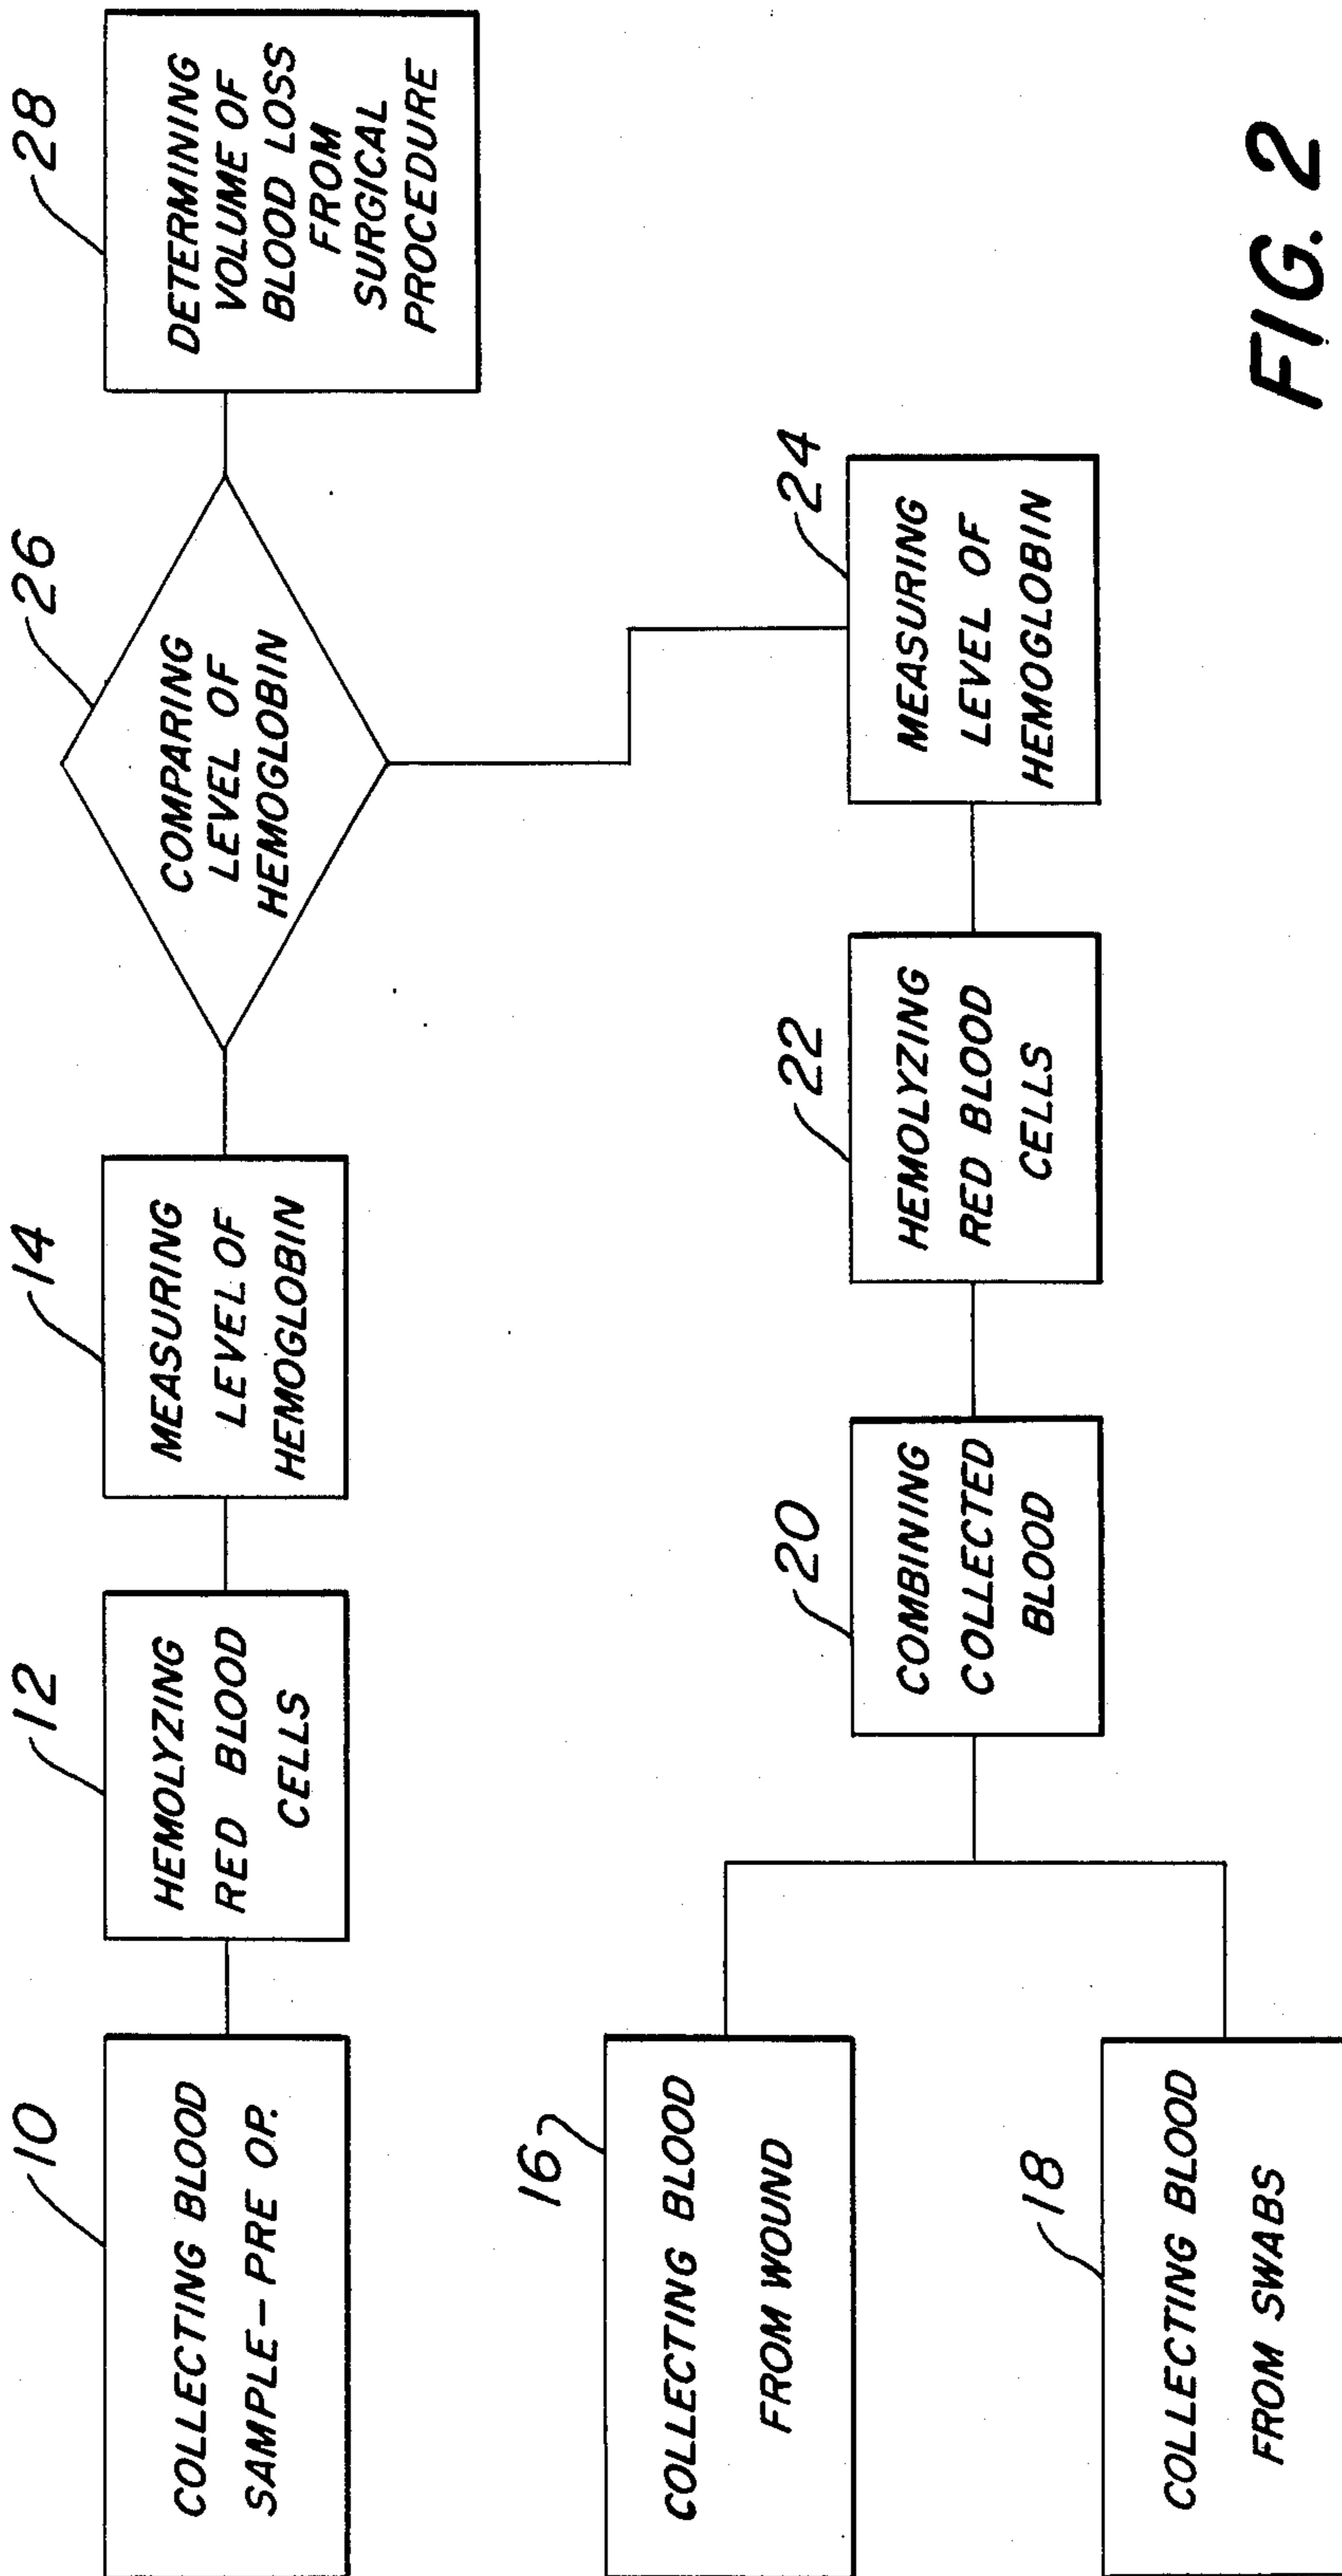 10
COLLECTING BLOOD
SAMPLE-PRE OP.
12
HEMOLYZING
RED BLOOD
CELLS
14
MEASURING
LEVEL OF
HEMOGLOBIN
26
COMPARING
LEVEL OF
HEMOGLOBIN
28
DETERMINING
VOLUME OF
BLOOD LOSS
FROM
SURGICAL
PROCEDURE
16
COLLECTING BLOOD
FROM WOUND
18
COLLECTING BLOOD
FROM SWABS
20
COMBINING
COLLECTED
BLOOD
22
HEMOLYZING
RED BLOOD
CELLS
24
MEASURING
LEVEL OF
HEMOGLOBIN
FIG. 2